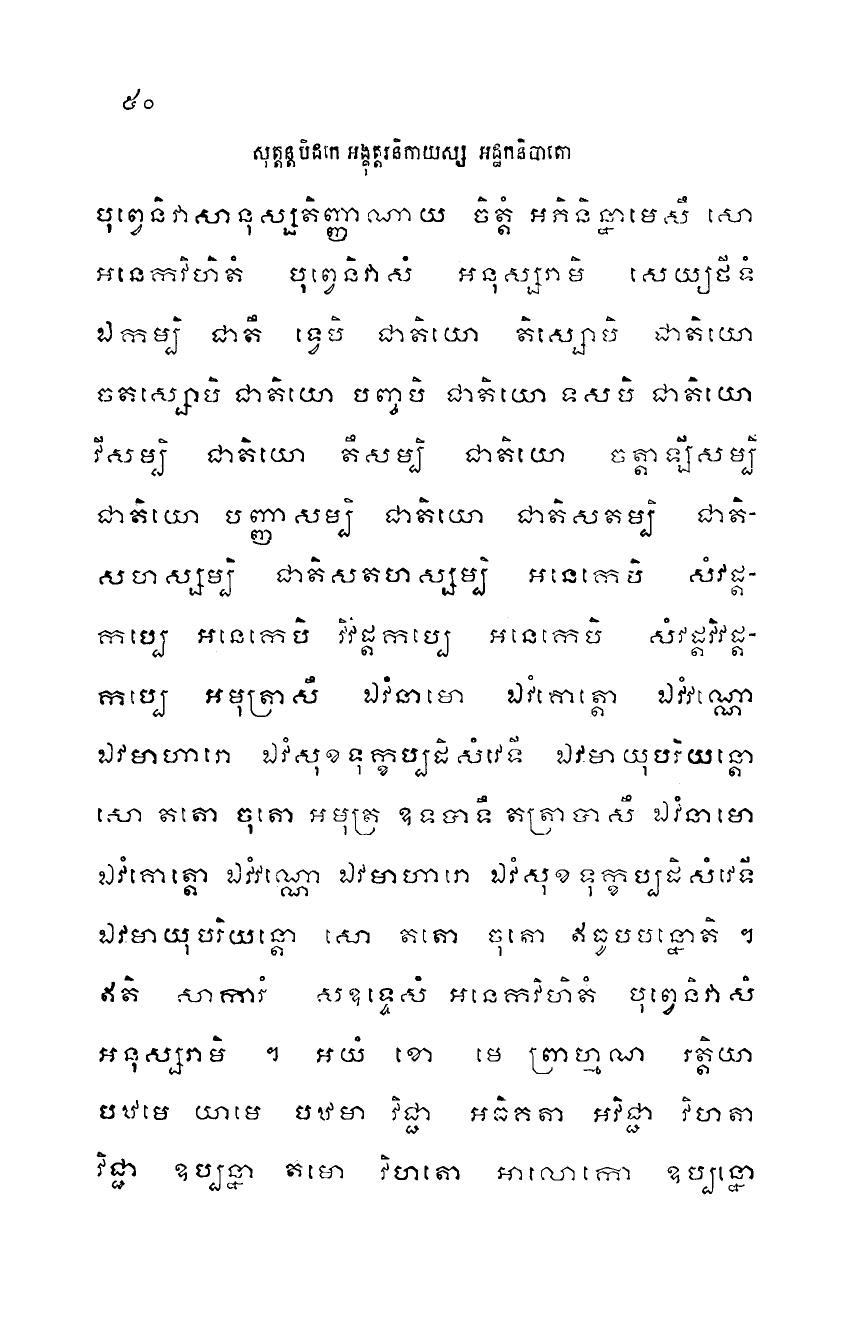 ៥០
សុត្តន្តបិដកេ អង្គុត្តរនិកាយស្ស អដ្ឋកនិបាតោ
បុព្វេនិវាសានុស្សតិញ្ញាណាយ ចិត្តំ អភិនិន្នាមេសឹ សោ
អនេកវិហិតំ បុព្វេនិវាសំ អនុស្សរាមិ សេយ្យថីទំ
ឯកម្បិ ជាតឹ ទ្វេបិ ជាតិយោ តិស្សោបិ ជាតិយោ
ចតស្សោបិ ជាតិយោ បញ្ចបិ ជាតិយោ ទសបិ ជាតិយោ
វីសម្បិ ជាតិយោ តឹសម្បិ ជាតិយោ ចត្តាឡីសម្បិ
ជាតិយោ បញ្ញាសម្បិ ជាតិយោ ជាតិសតម្បិ ជាតិ-
សហស្សម្បិ ជាតិសតហស្សម្បិ អនេកេបិ សំវដ្ដ-
កប្បេ អនេកេបិ វិវដ្ដកប្បេ អនេកេបិ សំវដ្ដវិវដ្ដ-
កប្បេ អមុត្រាសឹ ឯវំនាមោ ឯវំគោត្តោ ឯវំវណ្ណោ
ឯវមាហារោ ឯវំសុខទុក្ខប្បដិសំវេទី ឯវមាយុបរិយន្តោ
សោ តតោ ចុតោ អមុត្រ ឧទបាទឹ តត្រាបាសឹ ឯវំនាមោ
ឯវំគោត្តោ ឯវំវណ្ណោ ឯវមាហារោ ឯវំសុខទុក្ខប្បដិសំវេទី
ឯវមាយុបរិយន្តោ សោ តតោ ចុតោ ឥធូបបន្នោតិ ។
ឥតិ សាការំ សឧទ្ទេសំ អនេកវិហិតំ បុព្វេនិវាសំ
អនុស្សរាមិ ។ អយំ ខោ មេ ព្រាហ្មណ រត្តិយា
បឋមេ យាមេ បឋមា វិជ្ជា អធិគតា អវិជ្ជា វិហតា
វិជ្ជា ឧប្បន្នា តមោ វិហតោ អាលោកោ ឧប្បន្នោ